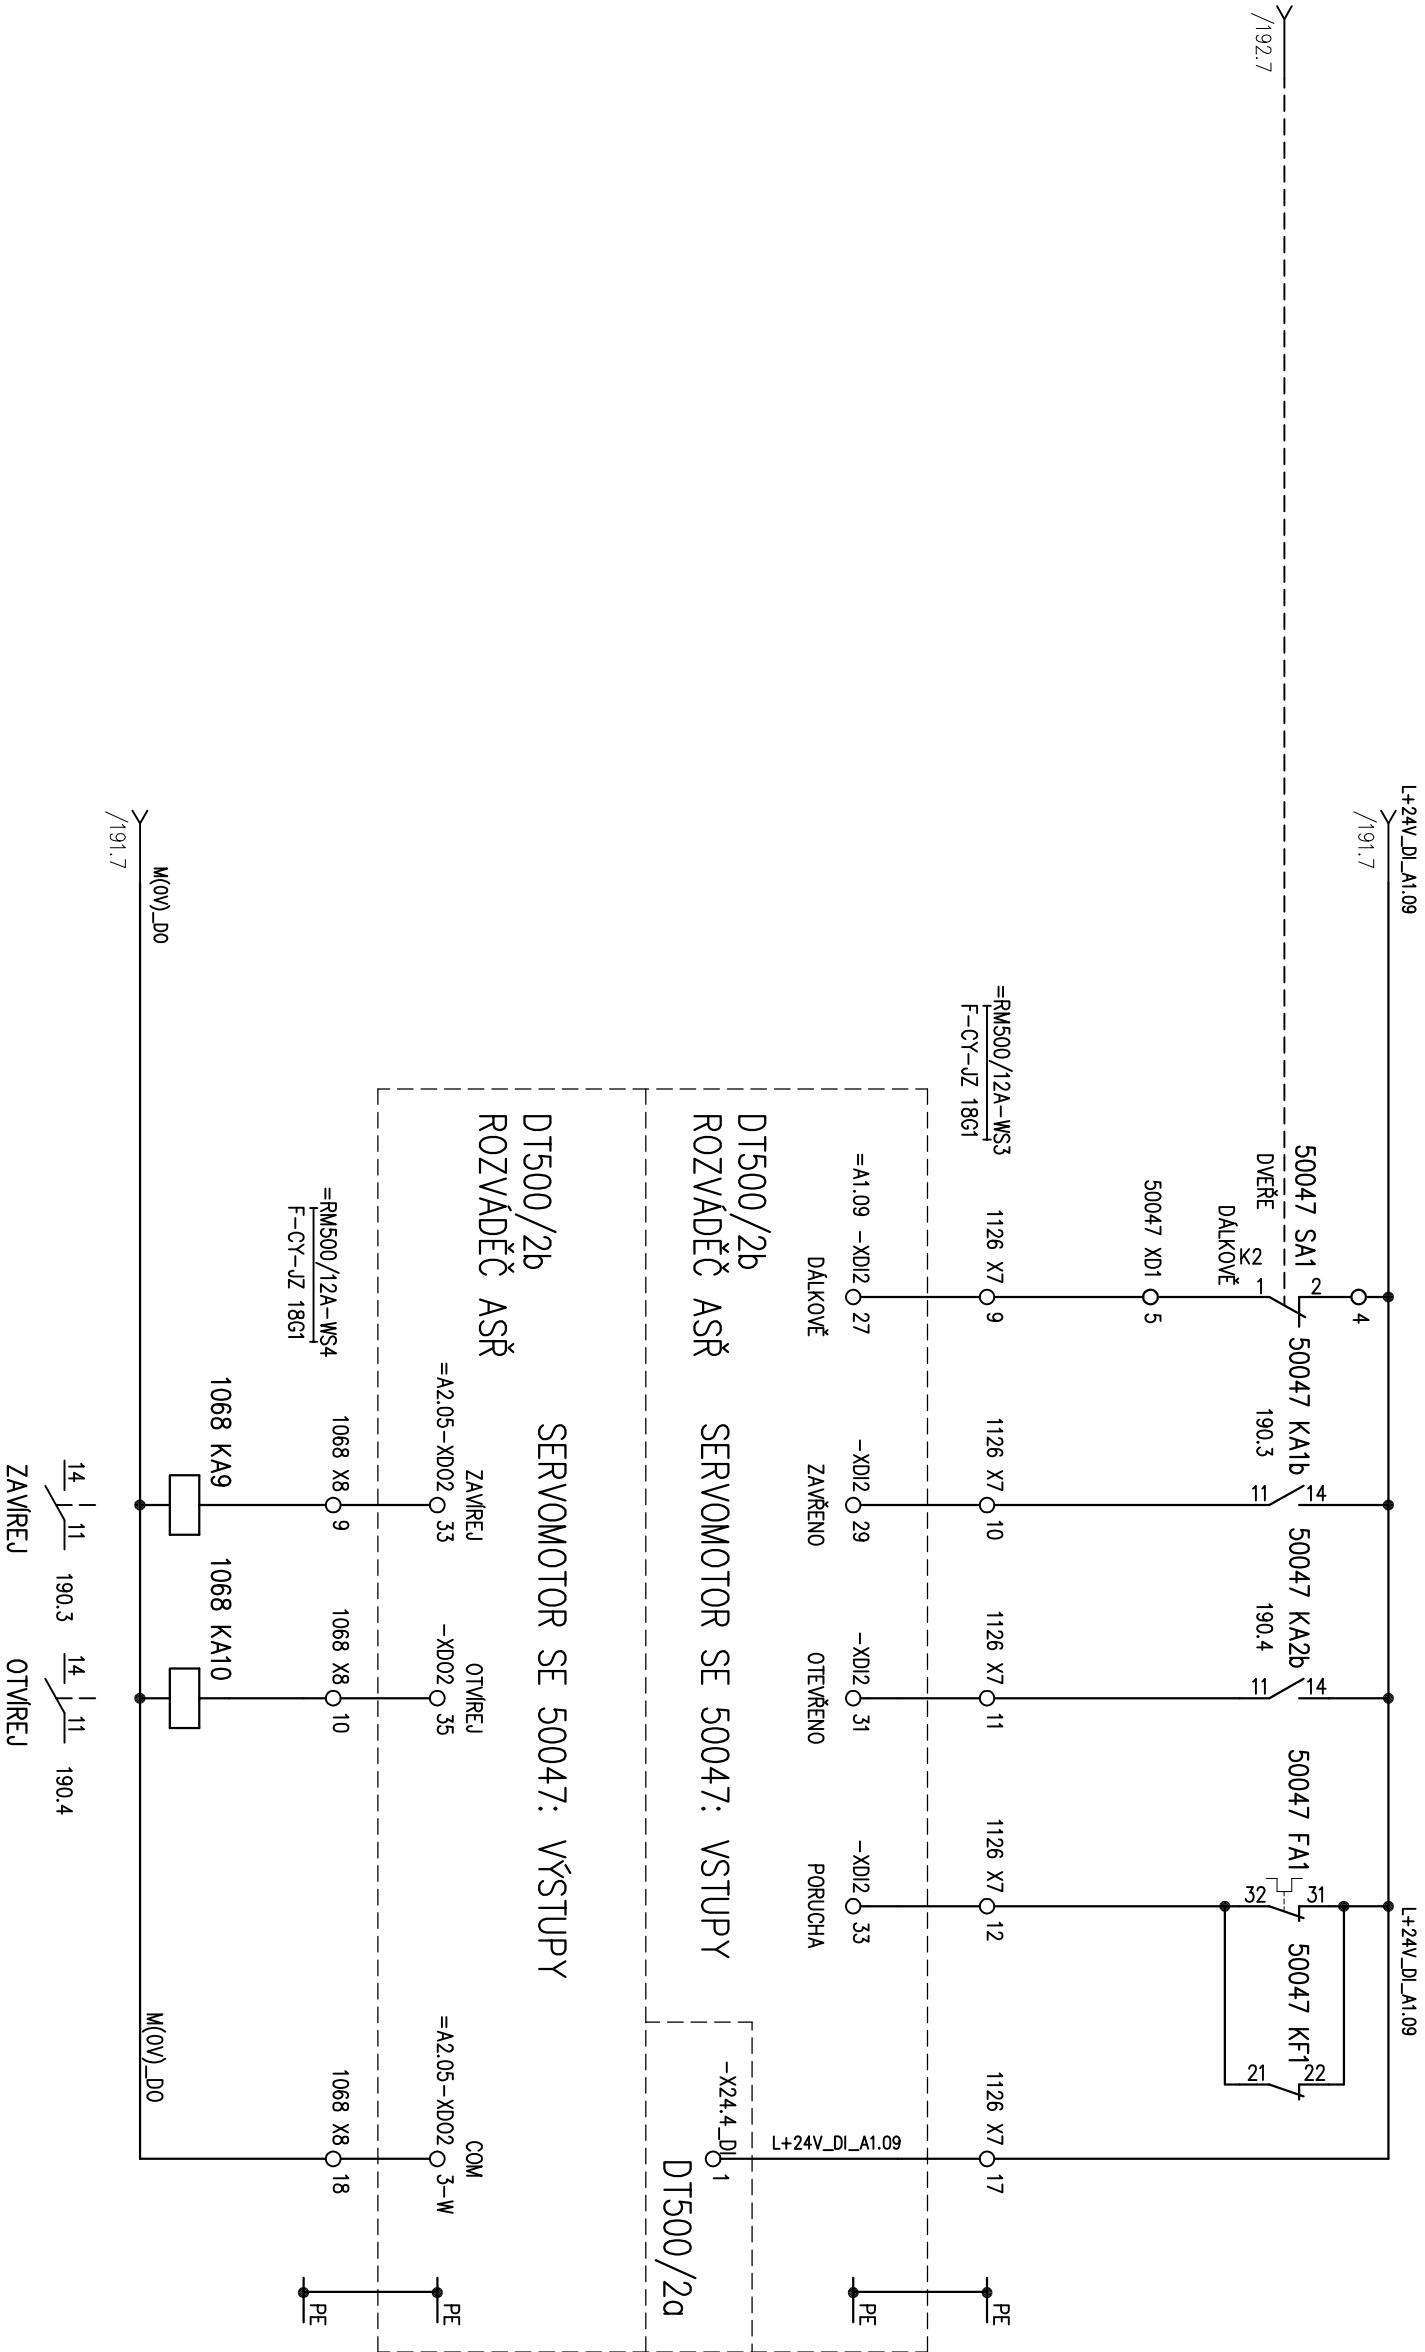 L+24V_DI_A1.09
/191.7
L+24V_DI_A1.09
/192.7
50047 SA1
DVEŘE
K2
DÁLKOVĚ
1
2
4
50047 KA1b
190.3
11
14
50047 KA2b
190.4
11
14
50047 FA1
32
31
50047 KF1
21
22
50047 XD1
5
=RM500/12A-WS3
F-CY-JZ 18G1
1126 X7
9
1126 X7
10
1126 X7
11
1126 X7
12
1126 X7
17
PE
L+24V_DI_A1.09
=A1.09 -XDI2
27
-XDI2
29
-XDI2
31
-XDI2
33
PE
DÁLKOVĚ
ZAVŘENO
OTEVŘENO
PORUCHA
DT500/2b
ROZVÁDĚČ ASŘ
SERVOMOTOR SE 50047: VSTUPY
-X24.4_DI
1
DT500/2a
DT500/2b
ROZVÁDĚČ ASŘ
SERVOMOTOR SE 50047: VÝSTUPY
ZAVÍREJ
OTVÍREJ
COM
=A2.05-XDO2
33
-XDO2
35
=A2.05-XDO2
3-W
PE
=RM500/12A-WS4
F-CY-JZ 18G1
1068 X8
9
1068 X8
10
1068 X8
18
PE
1068 KA9
1068 KA10
M(0V)_DO
/191.7
M(0V)_DO
14
11
190.3
ZAVÍREJ
14
11
190.4
OTVÍREJ